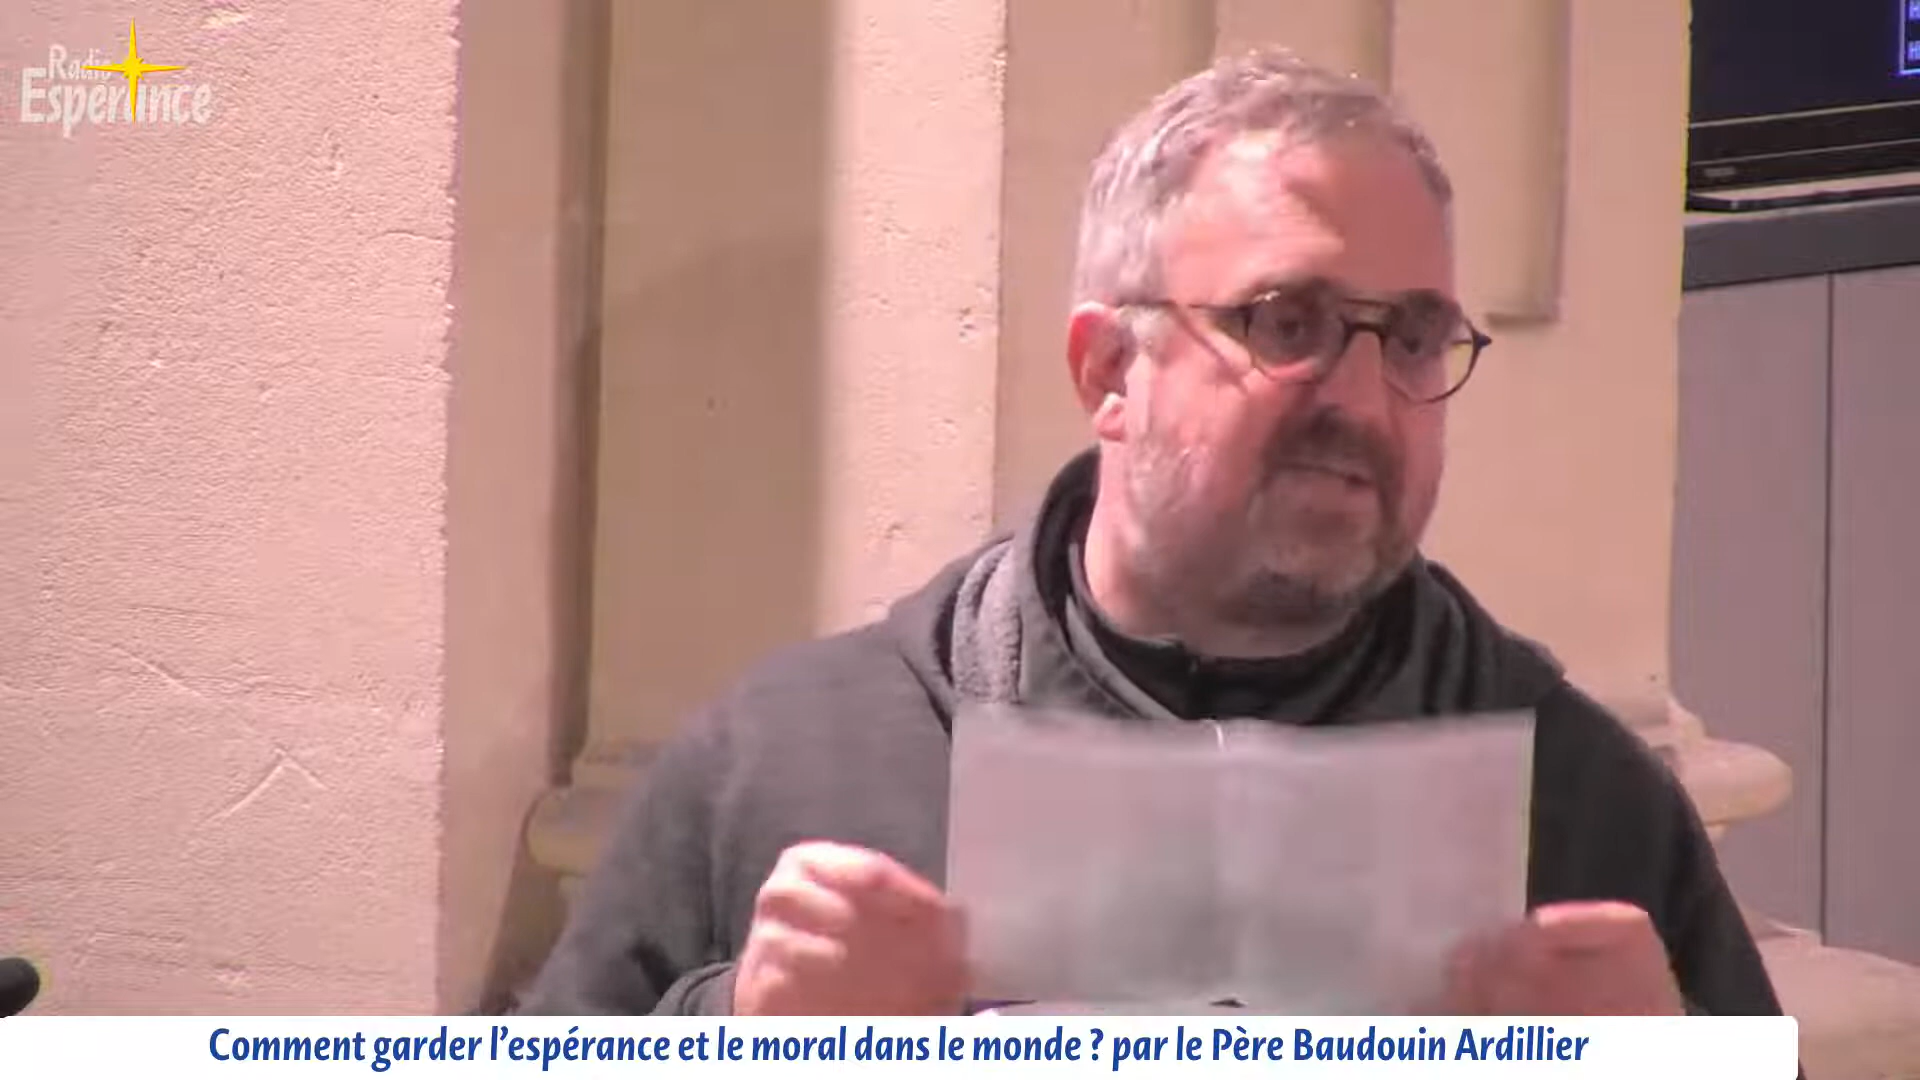 Radio
Espérance
Comment garder l'espérance et le moral dans le monde ? par le Père Baudouin Ardillier